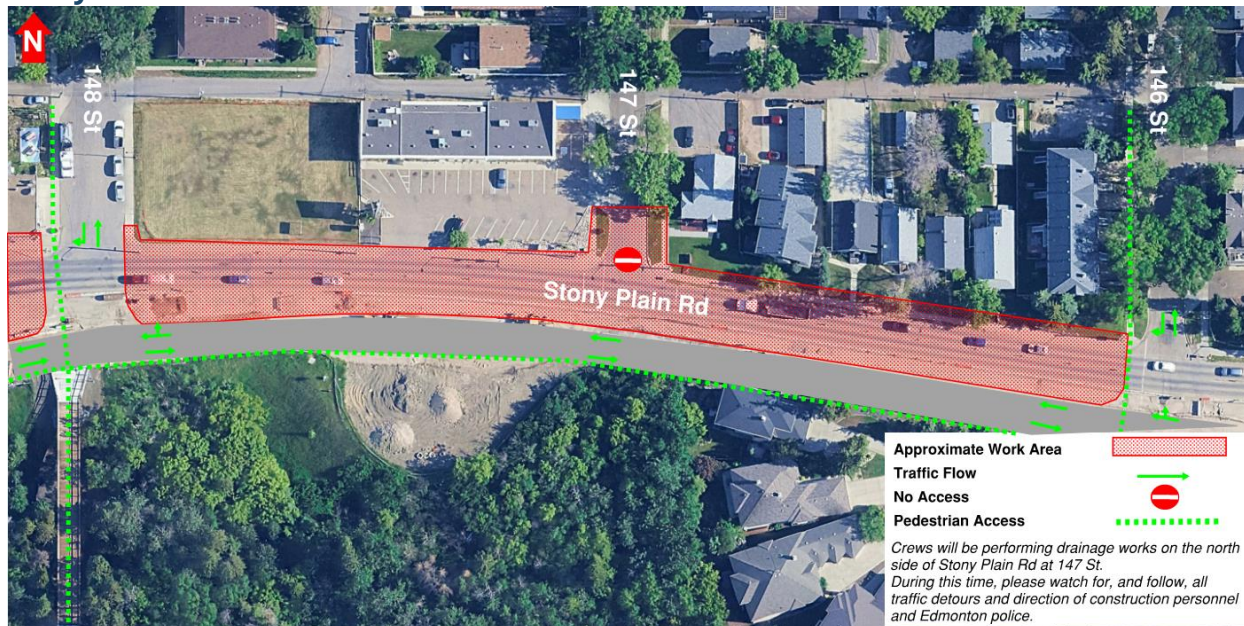 N
148 St
147 St
146 St
Stony Plain Rd
Approximate Work Area
Traffic Flow
No Access
Pedestrian Access
Crews will be performing drainage works on the north
side of Stony Plain Rd at 147 St.
During this time, please watch for, and follow, all
traffic detours and direction of construction personnel
and Edmonton police.